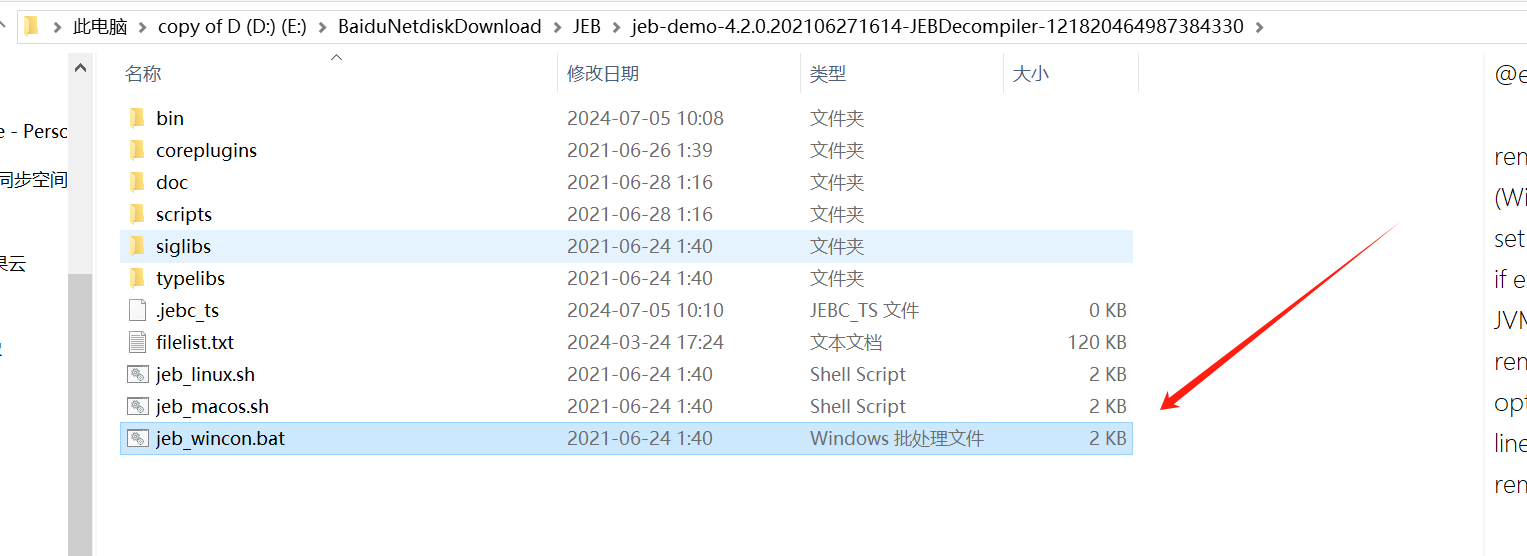 此电脑 > copy of D (D:) (E:) > BaiduNetdiskDownload > JEB > jeb-demo-4.2.0.202106271614-JEBDecompiler-121820464987384330 >
名称 修改日期 类型 大小
bin 2024-07-05 10:08 文件夹
coreplugins 2021-06-26 1:39 文件夹
doc 2021-06-28 1:16 文件夹
scripts 2021-06-28 1:16 文件夹
siglibs 2021-06-24 1:40 文件夹
typelibs 2021-06-24 1:40 文件夹
.jebc_ts 2024-07-05 10:10 JEBC_TS 文件 0 KB
filelist.txt 2024-03-24 17:24 文本文档 120 KB
jeb_linux.sh 2021-06-24 1:40 Shell Script 2 KB
jeb_macos.sh 2021-06-24 1:40 Shell Script 2 KB
jeb_wincon.bat 2021-06-24 1:40 Windows 批处理文件 2 KB
e - Perso
同步空间
果云
@e
rem
(Wi
set
if e
JVM
rem
opt
line
rem